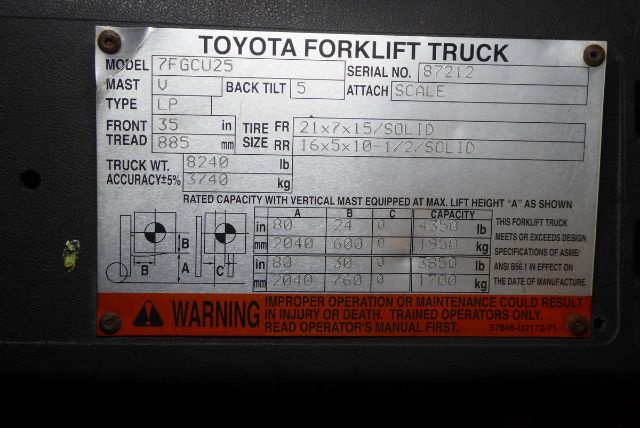 TOYOTA FORKLIFT TRUCK
MODEL 7FGCU25 SERIAL NO. 87212
MAST V BACK TILT 5 ATTACH SCALE
TYPE LP
FRONT TREAD 35 in 885 mm
TIRE SIZE FR 21x7x15/SOLID
RR 16x5x10-1/2/SOLID
TRUCK WT. 8240 lb
ACCURACY±5% 3740 kg
RATED CAPACITY WITH VERTICAL MAST EQUIPPED AT MAX. LIFT HEIGHT "A" AS SHOWN
A B C CAPACITY
in 80 24 0 4350 lb
mm 2040 600 0 1950 kg
in 80 30 0 3850 lb
mm 2040 760 0 1700 kg
B A B C
THIS FORKLIFT TRUCK
MEETS OR EXCEEDS DESIGN
SPECIFICATIONS OF ASME/
ANSI B56.1 IN EFFECT ON
THE DATE OF MANUFACTURE.
WARNING
IMPROPER OPERATION OR MAINTENANCE COULD RESULT
IN INJURY OR DEATH. TRAINED OPERATORS ONLY.
READ OPERATOR'S MANUAL FIRST.
57846-U2172-71